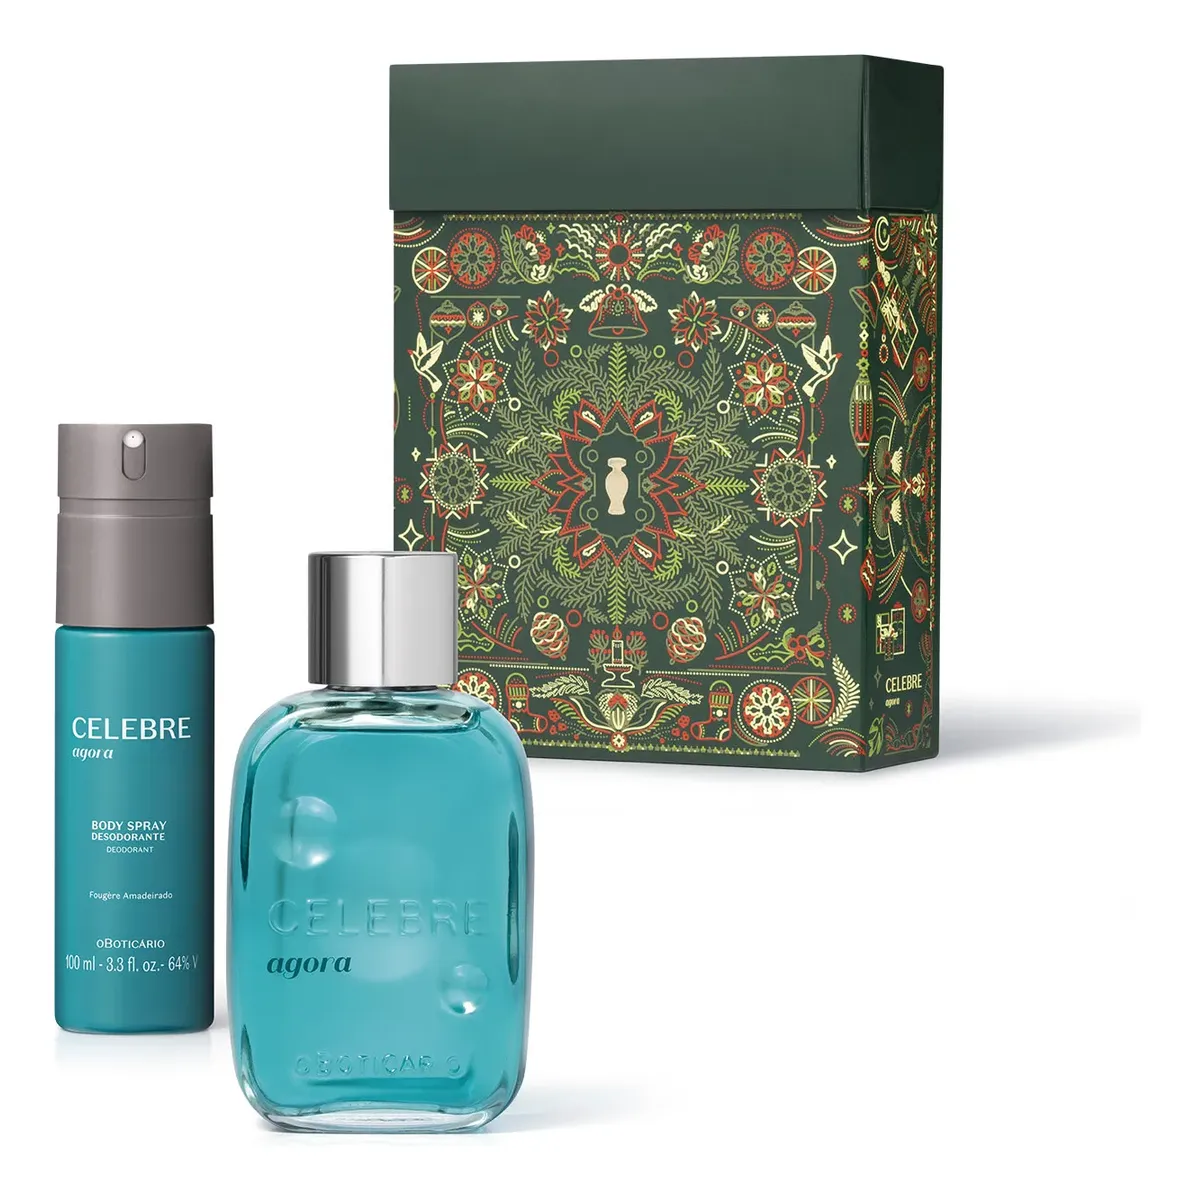 CELEBRE
agora
BODY SPRAY
DESODORANTE
DEODORANT
Fougère Amadeirado
oBOTICÁRIO
100 ml - 3.3 fl. oz.- 64% V
CELEBRE
agora
oBOTICÁRIO
CELEBRE
agora